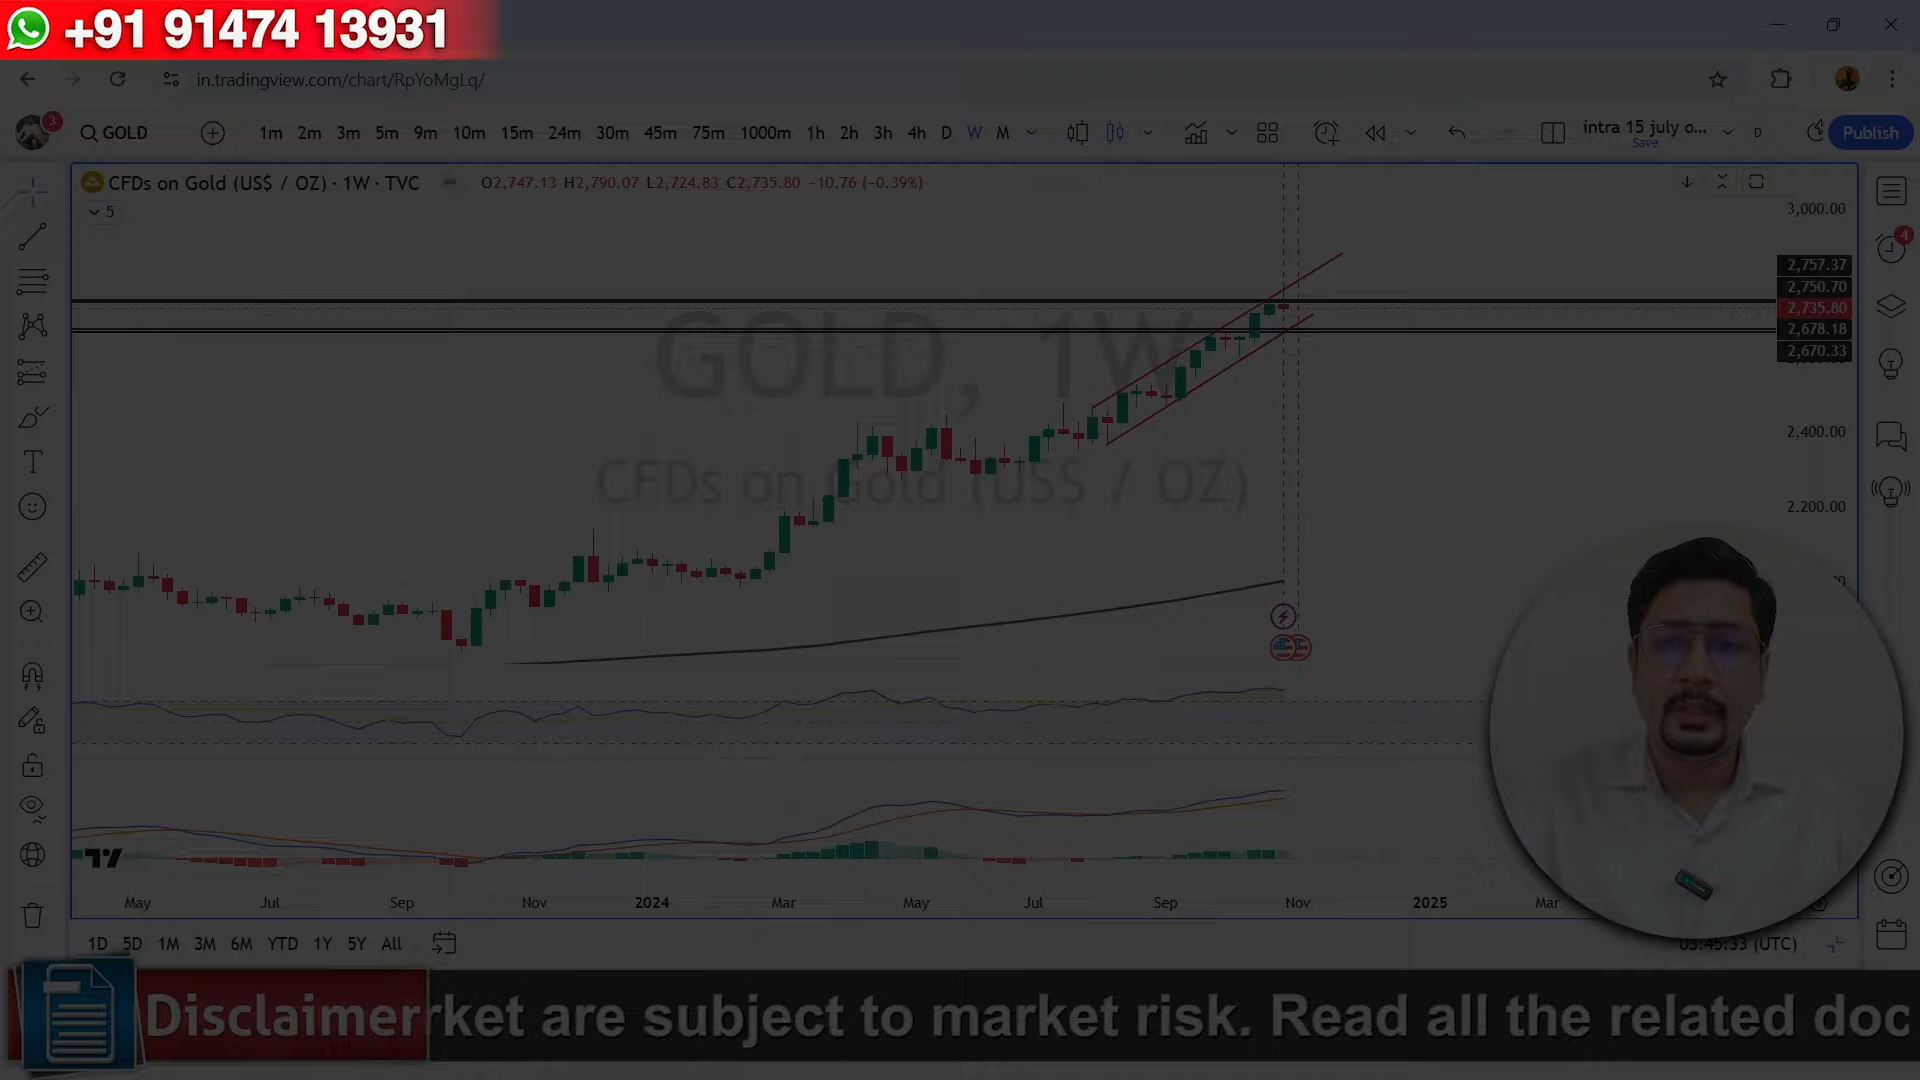 +91 91474 13931
in.tradingview.com/chart/RpYoMgLq/
3
GOLD
1m 2m 3m 5m 9m 10m 15m 24m 30m 45m 75m 1000m 1h 2h 3h 4h D W M
intra 15 july o...
Save
D
Publish
CFDs on Gold (US$ / OZ) · 1W · TVC
O2,747.13 H2,790.07 L2,724.83 C2,735.80 −10.76 (−0.39%)
5
3,000.00
4
2,757.37
2,750.70
2,735.80
2,678.18
2,670.33
GOLD, 1W
CFDs on Gold (US$ / OZ)
2,400.00
2,200.00
May Jul Sep Nov 2024 Mar May Jul Sep Nov 2025 Mar
1D 5D 1M 3M 6M YTD 1Y 5Y All
03:45:33 (UTC)
Disclaimer
rket are subject to market risk. Read all the related doc